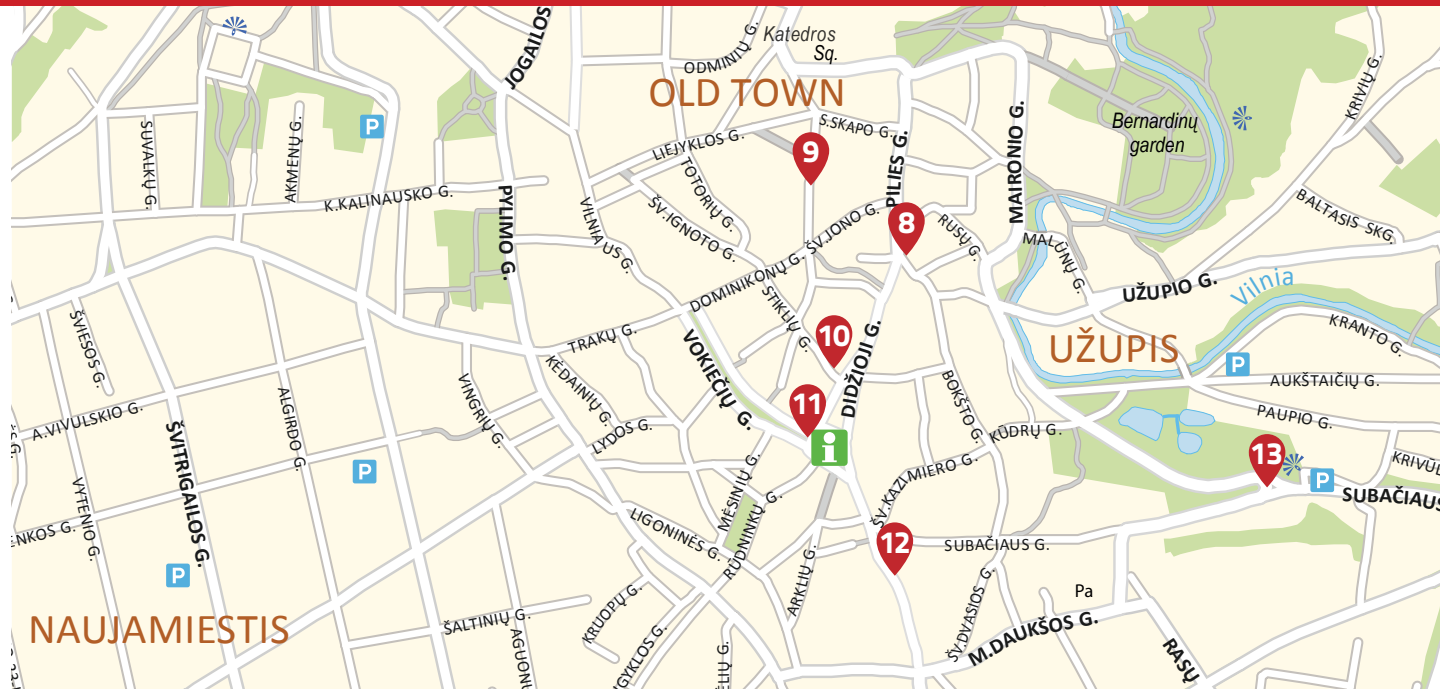 JOGAILOS
Katedros
Sq.
ODMINIŲ G.
OLD TOWN
KRIVIŲ G.
P
SUVALKŲ G.
AKMENŲ G.
LIEJYKLOS G.
S.SKAPO G.
Bernardinų
garden
9
TOTORIŲ G.
PILIES G.
MAIRONIO G.
K.KALINAUSKO G.
PYLIMO G.
VILNIAUS G.
ŠV.IGNOTO G.
ŠV.JONO G.
8
RUSŲ G.
BALTASIS SKG.
MALŪNŲ G.
DOMINIKONŲ G.
UŽUPIO G.
Vilnia
STIKLIŲ G.
ŠVIESOS G.
TRAKŲ G.
10
DIDŽIOJI G.
UŽUPIS
KRANTO G.
VOKIEČIŲ G.
KĖDAINIŲ G.
VINGRIŲ G.
BOKŠTO G.
P
AUKŠTAIČIŲ G.
A.VIVULSKIO G.
ALGIRDO G.
LYDOS G.
11
i
KŪDRŲ G.
PAUPIO G.
ŠVITRIGAILOS G.
P
MĖSINIŲ G.
ŠV.KAZIMIERO G.
13
P
SUBAČIAUS
VYTENIO G.
RŪDNINKŲ G.
LIGONINĖS G.
12
SUBAČIAUS G.
P
ARKLIŲ G.
ŠV.DVASIOS G.
Pa
NAUJAMIESTIS
ŠALTINIŲ G.
KRUOPŲ G.
M.DAUKŠOS G.
RASŲ